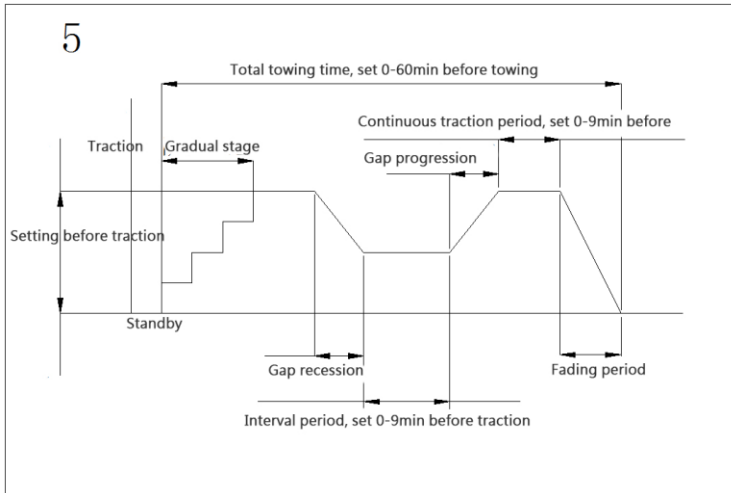 5
Total towing time, set 0-60min before towing
Continuous traction period, set 0-9min before
Traction
Gradual stage
Gap progression
Setting before traction
Standby
Gap recession
Fading period
Interval period, set 0-9min before traction